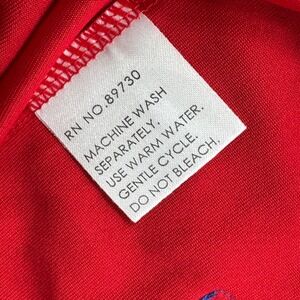 RN NO. 89730
MACHINE WASH
SEPARATELY.
USE WARM WATER.
GENTLE CYCLE.
DO NOT BLEACH.